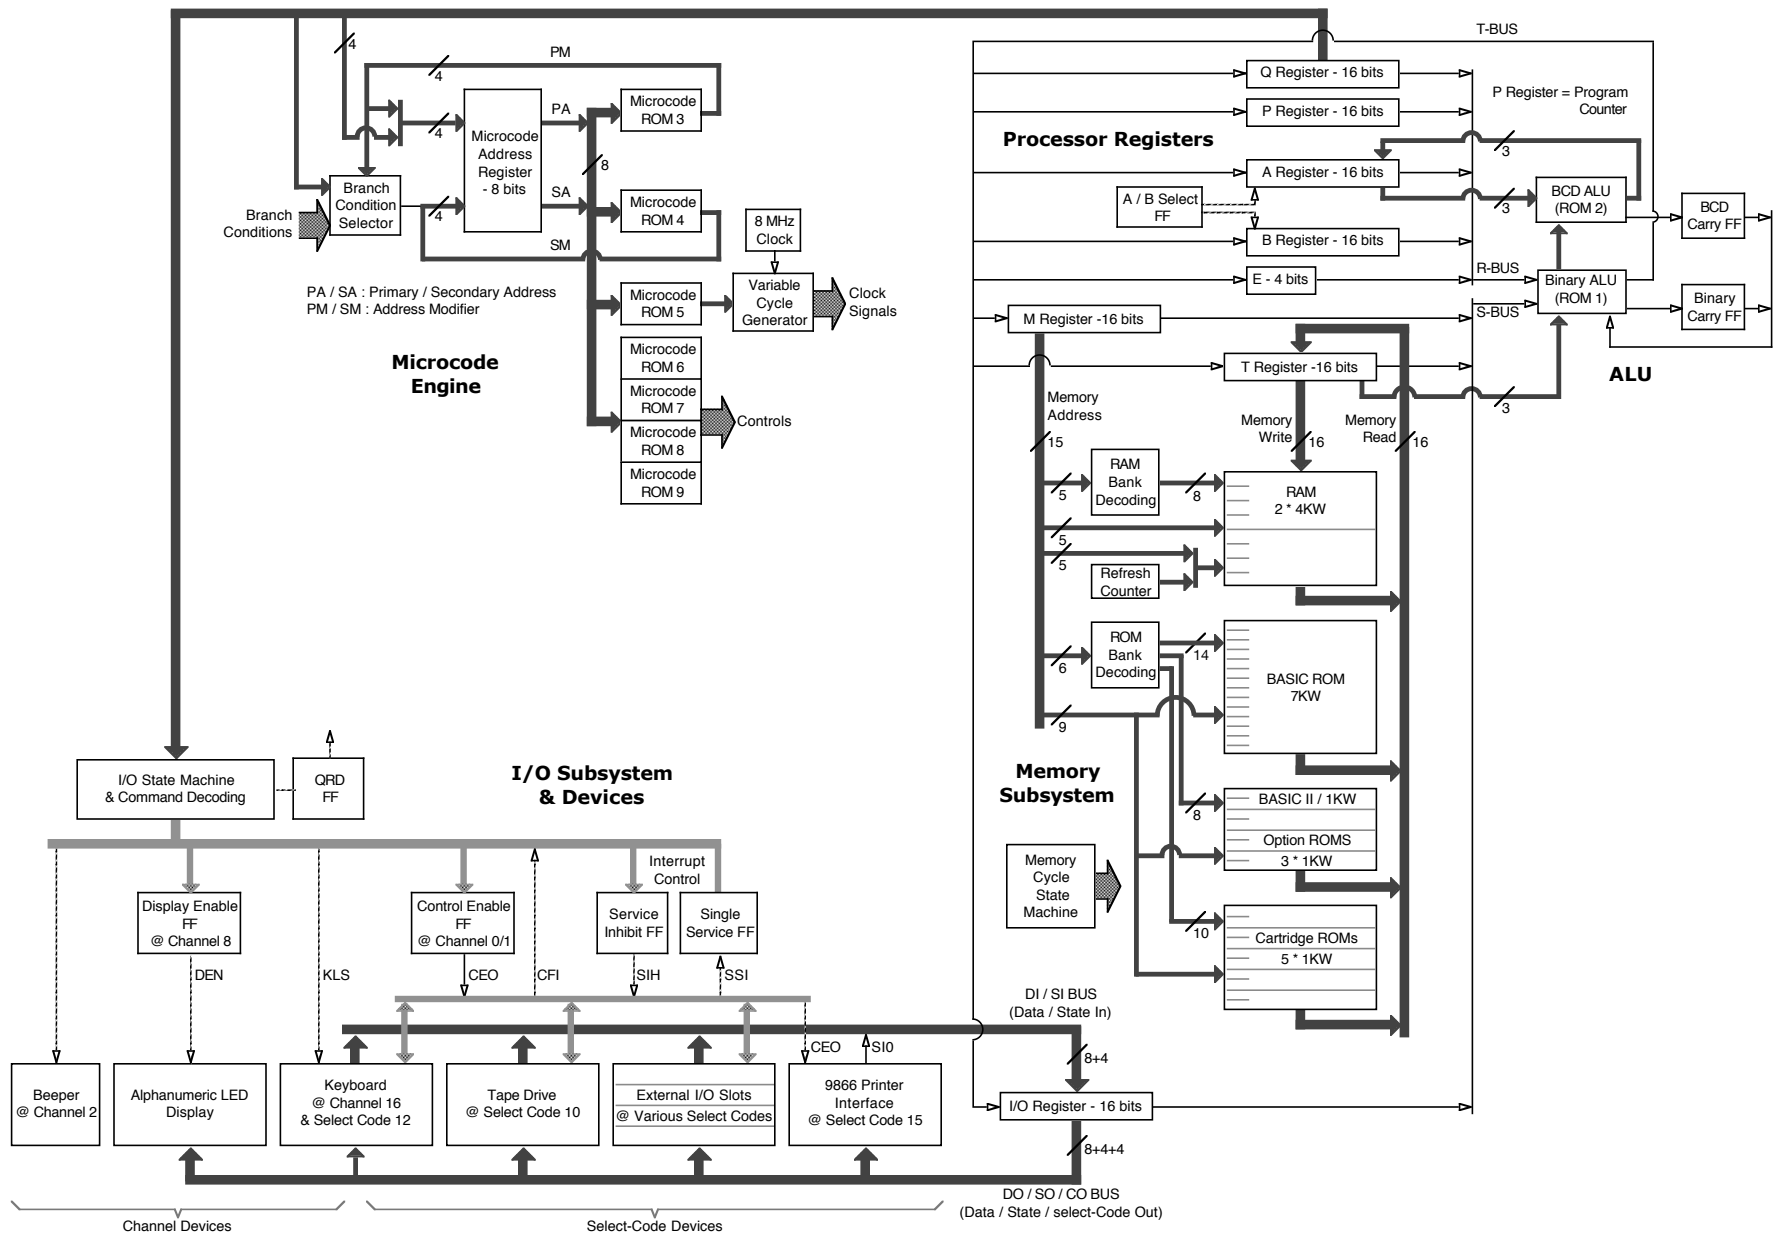 T-BUS
4
PM
4
Q Register - 16 bits
P Register = Program
Counter
P Register - 16 bits
Processor Registers
3
A Register - 16 bits
A / B Select
FF
3
BCD ALU
(ROM 2)
BCD
Carry FF
B Register - 16 bits
E - 4 bits
R-BUS
Binary ALU
(ROM 1)
Binary
Carry FF
S-BUS
ALU
M Register -16 bits
T Register -16 bits
3
4
Microcode
Address
Register
- 8 bits
PA
Microcode
ROM 3
8
SA
Microcode
ROM 4
Branch
Condition
Selector
Branch
Conditions
4
SM
8 MHz
Clock
PA / SA : Primary / Secondary Address
PM / SM : Address Modifier
Microcode
ROM 5
Variable
Cycle
Generator
Clock
Signals
Microcode
Engine
Microcode
ROM 6
Microcode
ROM 7
Microcode
ROM 8
Microcode
ROM 9
Controls
Memory
Address
15
Memory
Write
16
Memory
Read
16
5
RAM
Bank
Decoding
8
RAM
2 * 4KW
5
5
Refresh
Counter
6
ROM
Bank
Decoding
14
BASIC ROM
7KW
9
Memory
Subsystem
8
BASIC II / 1KW
Option ROMS
3 * 1KW
Memory
Cycle
State
Machine
10
Cartridge ROMs
5 * 1KW
I/O State Machine
& Command Decoding
QRD
FF
I/O Subsystem
& Devices
Interrupt
Control
Display Enable
FF
@ Channel 8
Control Enable
FF
@ Channel 0/1
Service
Inhibit FF
Single
Service FF
DEN
KLS
CEO
CFI
SIH
SSI
DI / SI BUS
(Data / State In)
CEO
SI0
8+4
Beeper
@ Channel 2
Alphanumeric LED
Display
Keyboard
@ Channel 16
& Select Code 12
Tape Drive
@ Select Code 10
External I/O Slots
@ Various Select Codes
9866 Printer
Interface
@ Select Code 15
I/O Register - 16 bits
8+4+4
DO / SO / CO BUS
(Data / State / select-Code Out)
Channel Devices
Select-Code Devices